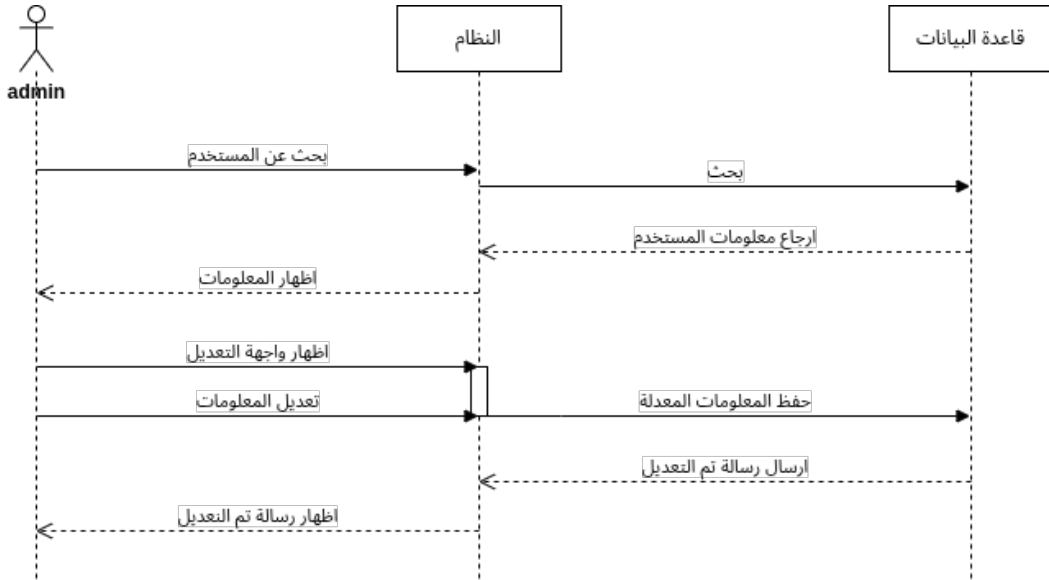 النظام
قاعدة البيانات
admin
بحث عن المستخدم
بحث
ارجاع معلومات المستخدم
اظهار المعلومات
اظهار واجهة التعديل
تعديل المعلومات
حفظ المعلومات المعدلة
ارسال رسالة تم التعديل
اظهار رسالة تم التعديل